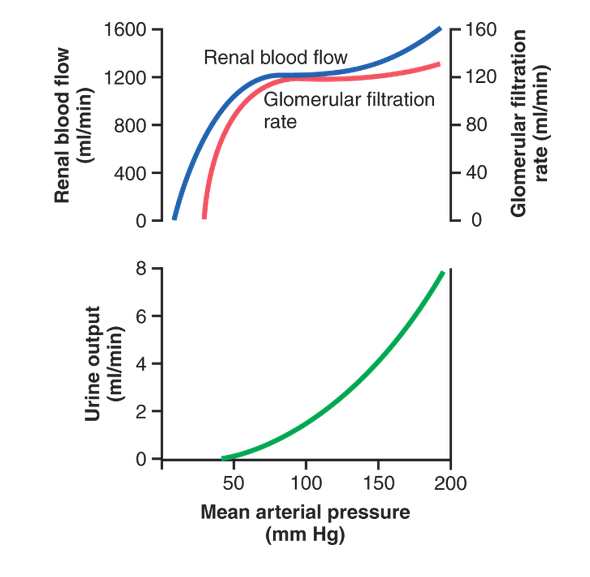 Renal blood flow
(ml/min)
1600
1200
800
400
0
Renal blood flow
Glomerular filtration
rate
160
120
80
40
0
Glomerular filtration
rate (ml/min)
Urine output
(ml/min)
8
6
4
2
0
50 100 150 200
Mean arterial pressure
(mm Hg)